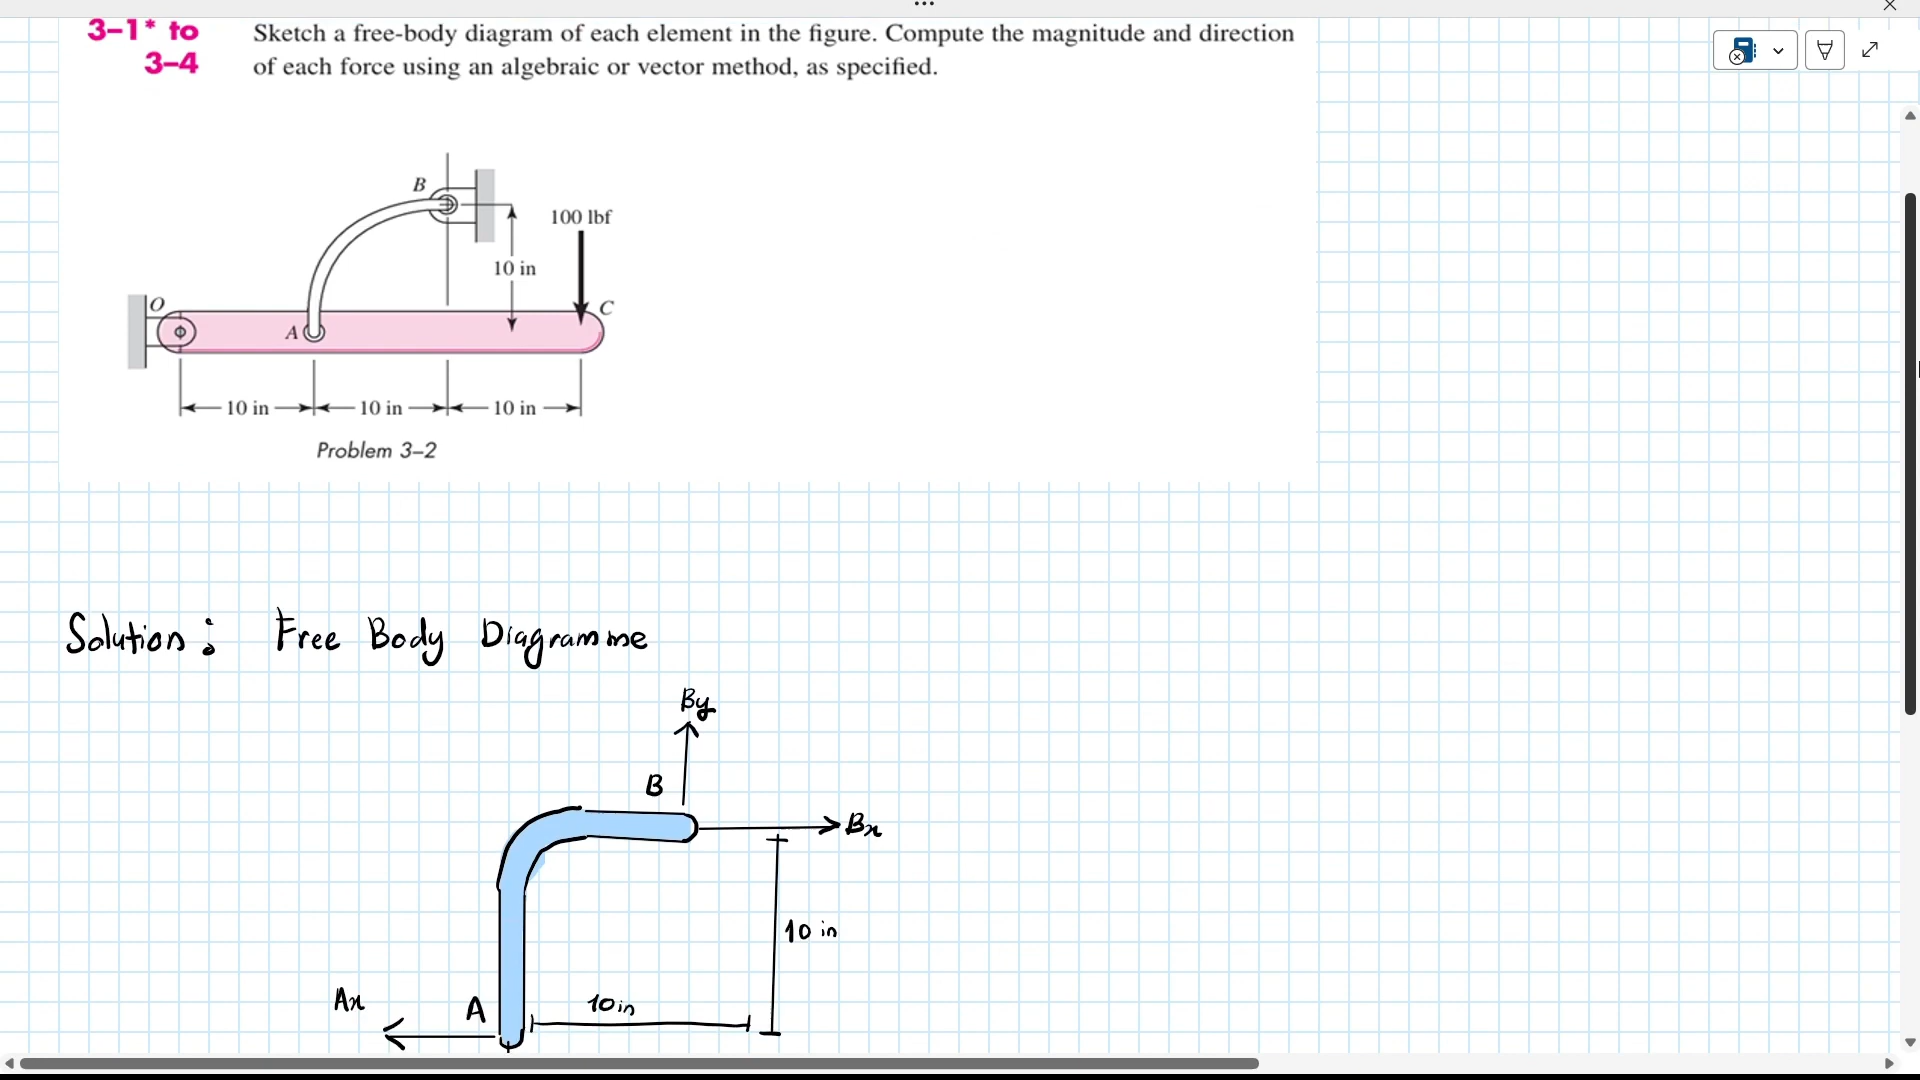 3–1* to
3–4
Sketch a free-body diagram of each element in the figure. Compute the magnitude and direction
of each force using an algebraic or vector method, as specified.
B
100 lbf
10 in
O
A
C
10 in
10 in
10 in
Problem 3–2
Solution : Free Body Diagramme
By
B
Bx
10 in
Ax
A
10in